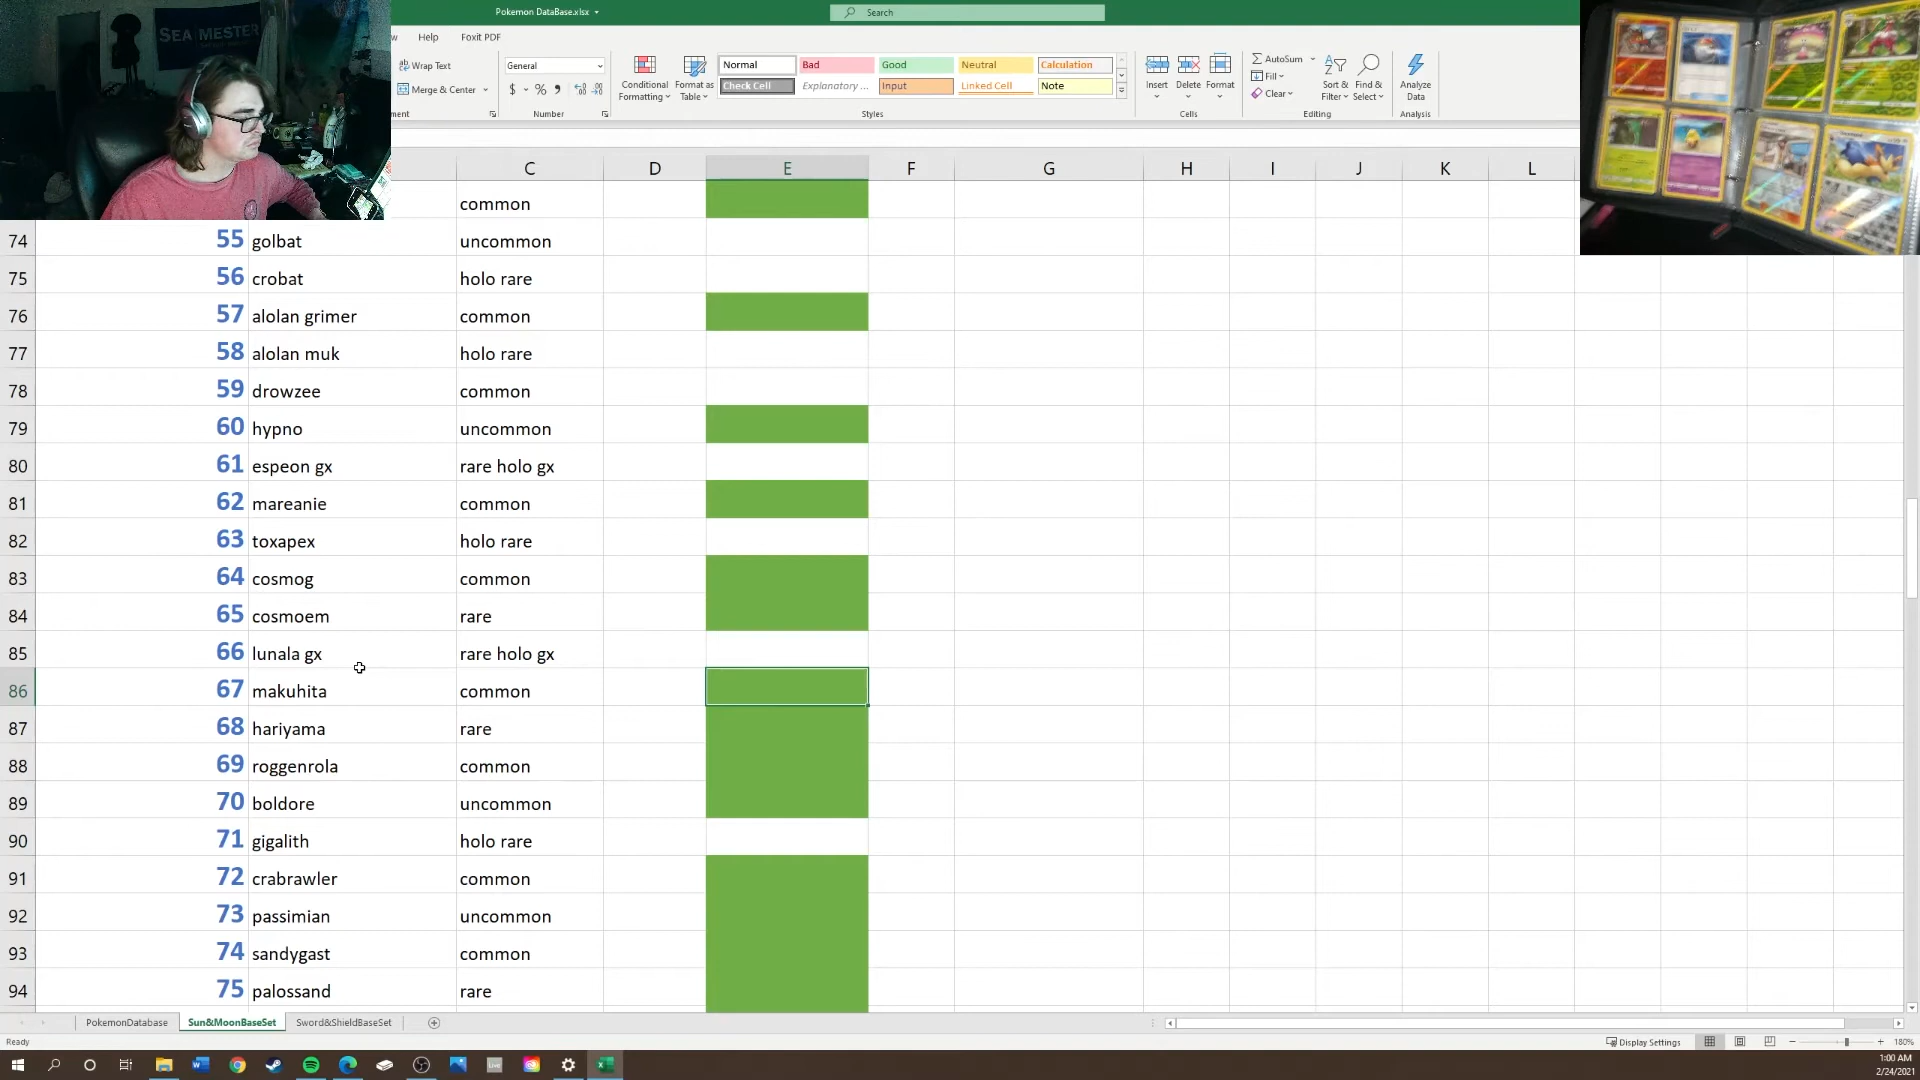 SEA MESTER
Pokemon DataBase.xlsx
Search
Help
Foxit PDF
Wrap Text
Merge & Center
General
$ % 9
Conditional Formatting
Format as Table
Normal
Bad
Good
Neutral
Calculation
Check Cell
Explanatory ...
Input
Linked Cell
Note
Insert
Delete
Format
AutoSum
Fill
Clear
Sort & Filter
Find & Select
Analyze Data
ment
Number
Styles
Cells
Editing
Analysis
C D E F G H I J K L
common
74 55 golbat uncommon
75 56 crobat holo rare
76 57 alolan grimer common
77 58 alolan muk holo rare
78 59 drowzee common
79 60 hypno uncommon
80 61 espeon gx rare holo gx
81 62 mareanie common
82 63 toxapex holo rare
83 64 cosmog common
84 65 cosmoem rare
85 66 lunala gx rare holo gx
86 67 makuhita common
87 68 hariyama rare
88 69 roggenrola common
89 70 boldore uncommon
90 71 gigalith holo rare
91 72 crabrawler common
92 73 passimian uncommon
93 74 sandygast common
94 75 palossand rare
PokemonDatabase Sun&MoonBaseSet Sword&ShieldBaseSet
Ready
Display Settings
180%
1:00 AM
2/24/2021